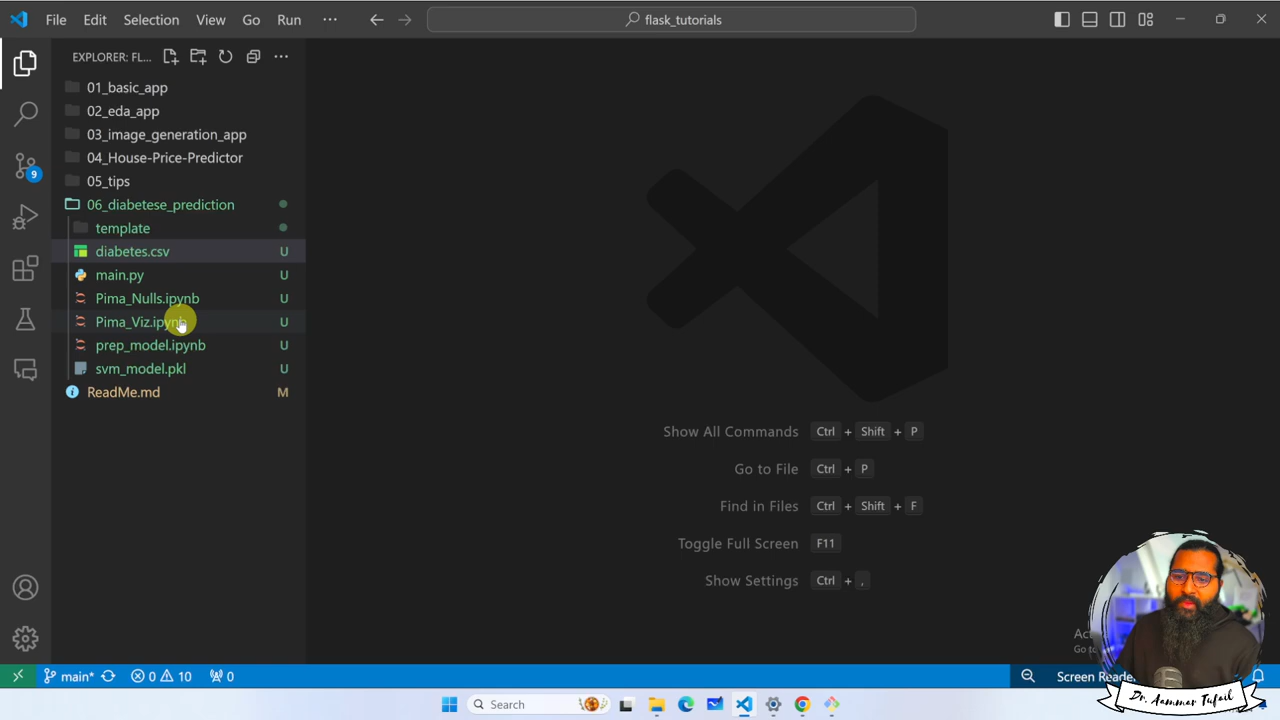 File Edit Selection View Go Run ··· flask_tutorials
EXPLORER: FL... ···
01_basic_app
02_eda_app
03_image_generation_app
04_House-Price-Predictor
05_tips
06_diabetese_prediction
template
diabetes.csv U
main.py U
Pima_Nulls.ipynb U
Pima_Viz.ipynb U
prep_model.ipynb U
svm_model.pkl U
ReadMe.md M
9
Show All Commands Ctrl + Shift + P
Go to File Ctrl + P
Find in Files Ctrl + Shift + F
Toggle Full Screen F11
Show Settings Ctrl + ,
main* 0 10 0
Screen Reade
Search
Dr. Aammar Tufail